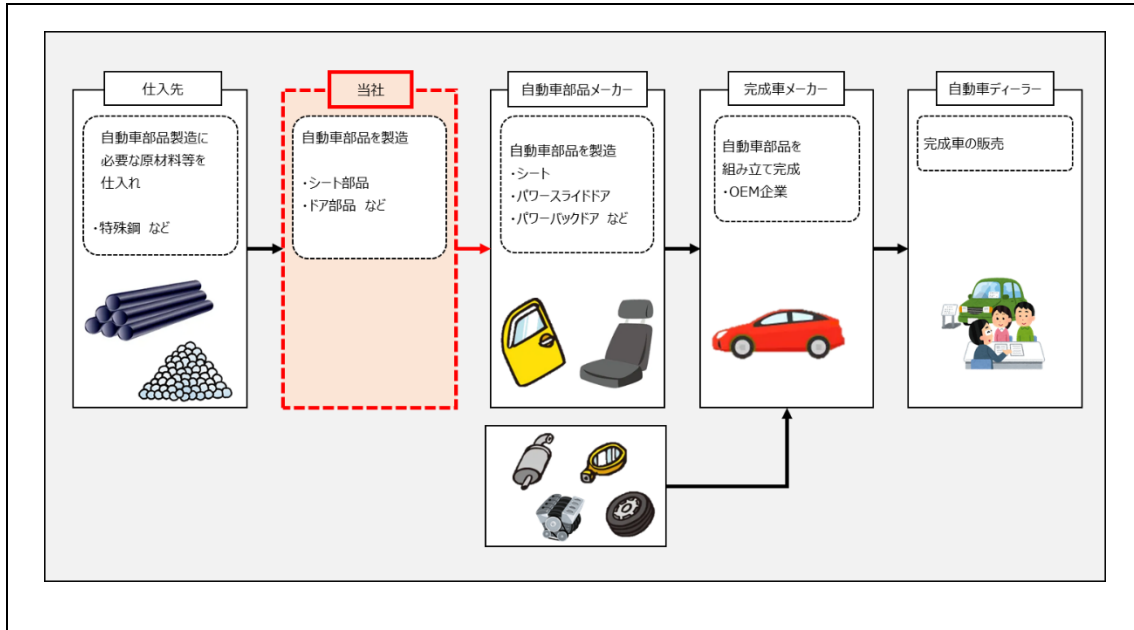 仕入先
自動車部品製造に
必要な原材料等を
仕入れ
・特殊鋼 など
当社
自動車部品を製造
・シート部品
・ドア部品 など
自動車部品メーカー
自動車部品を製造
・シート
・パワースライドドア
・パワーバックドア など
完成車メーカー
自動車部品を
組み立て完成
・OEM企業
自動車ディーラー
完成車の販売